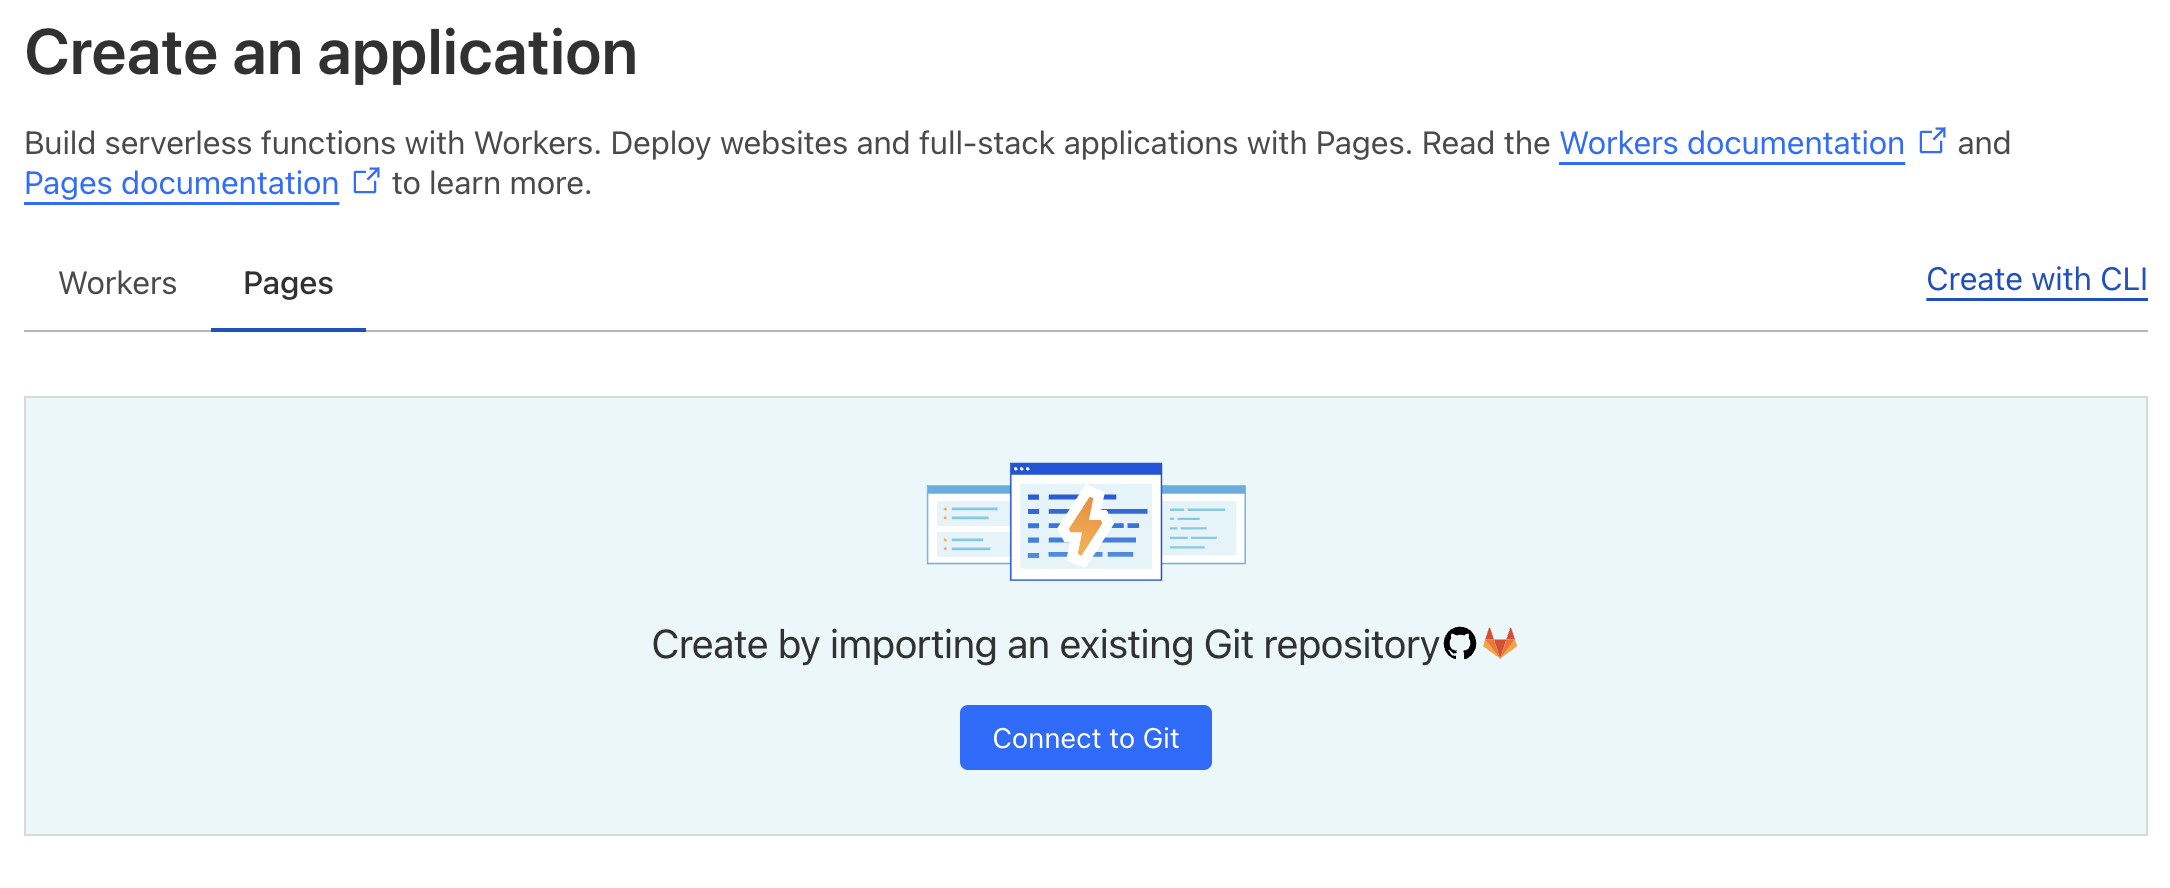 Create an application
Build serverless functions with Workers. Deploy websites and full-stack applications with Pages. Read the Workers documentation and
Pages documentation to learn more.
Workers Pages Create with CLI
Create by importing an existing Git repository
Connect to Git